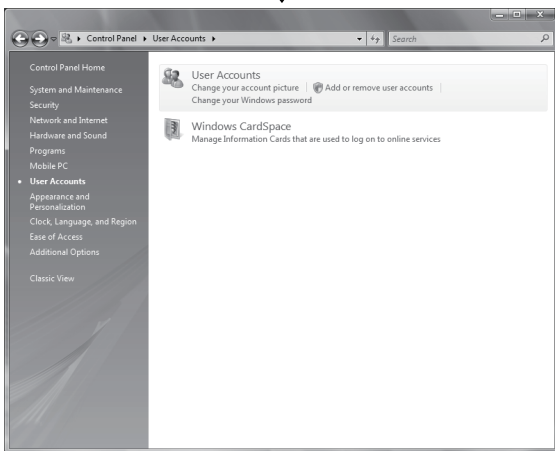 Control Panel User Accounts
Search
Control Panel Home
System and Maintenance
Security
Network and Internet
Hardware and Sound
Programs
Mobile PC
User Accounts
Appearance and
Personalization
Clock, Language, and Region
Ease of Access
Additional Options
Classic View
User Accounts
Change your account picture
Add or remove user accounts
Change your Windows password
Windows CardSpace
Manage Information Cards that are used to log on to online services